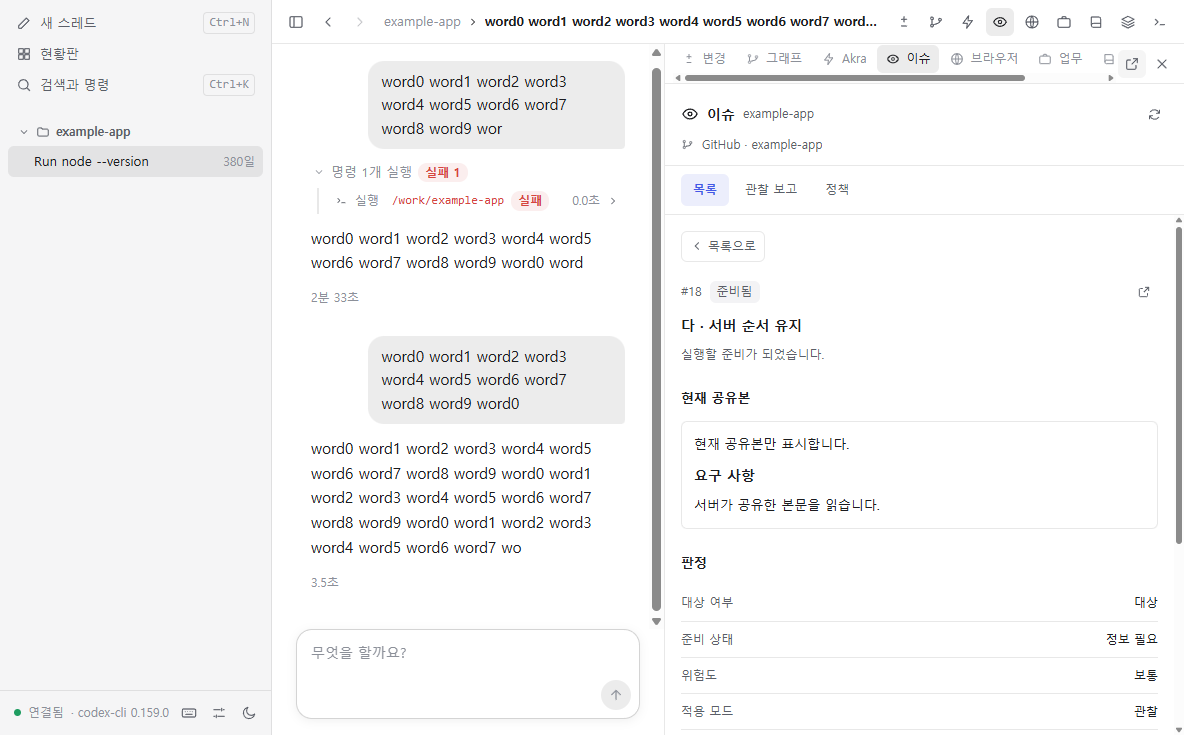 새 스레드 Ctrl+N
현황판
검색과 명령 Ctrl+K
example-app
Run node --version 380일
연결됨 · codex-cli 0.159.0
example-app > word0 word1 word2 word3 word4 word5 word6 word7 word...
word0 word1 word2 word3
word4 word5 word6 word7
word8 word9 wor
명령 1개 실행 실패 1
실행 /work/example-app 실패 0.0초
word0 word1 word2 word3 word4 word5
word6 word7 word8 word9 word0 word
2분 33초
word0 word1 word2 word3
word4 word5 word6 word7
word8 word9 word0
word0 word1 word2 word3 word4 word5
word6 word7 word8 word9 word0 word1
word2 word3 word4 word5 word6 word7
word8 word9 word0 word1 word2 word3
word4 word5 word6 word7 wo
3.5초
무엇을 할까요?
변경 그래프 Akra 이슈 브라우저 업무
이슈 example-app
GitHub · example-app
목록 관찰 보고 정책
목록으로
#18 준비됨
다 · 서버 순서 유지
실행할 준비가 되었습니다.
현재 공유본
현재 공유본만 표시합니다.
요구 사항
서버가 공유한 본문을 읽습니다.
판정
대상 여부 대상
준비 상태 정보 필요
위험도 보통
적용 모드 관찰